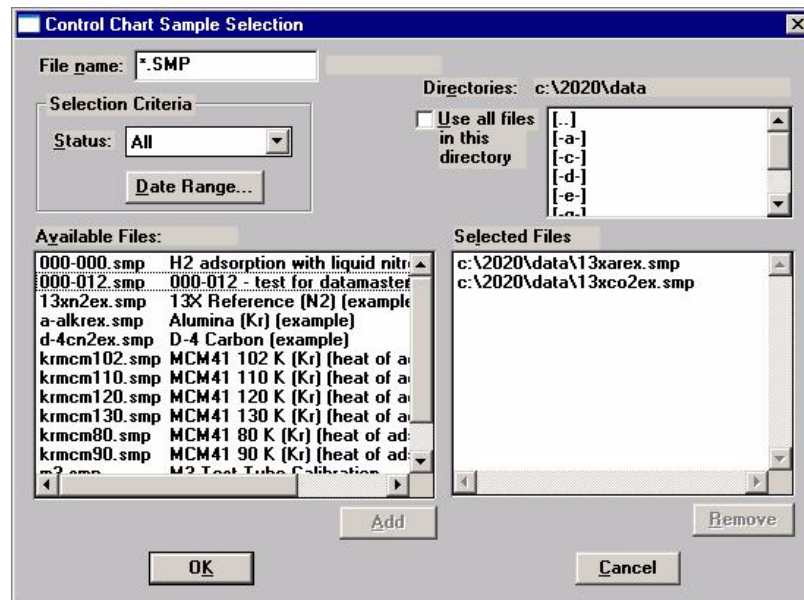 Control Chart Sample Selection
File name: *.SMP
Directories: c:\2020\data
Selection Criteria
Status: All
Date Range...
Use all files
in this
directory
[..]
[-a-]
[-c-]
[-d-]
[-e-]
Available Files:
000-000.smp H2 adsorption with liquid
000-012.smp 000-012 - test for datamaster
13xn2ex.smp 13X Reference (N2) (example
a-alkrex.smp Alumina (Kr) (example)
d-4cn2ex.smp D-4 Carbon (example)
krmcm102.smp MCM41 102 K (Kr) (heat of
krmcm110.smp MCM41 110 K (Kr) (heat of
krmcm120.smp MCM41 120 K (Kr) (heat of
krmcm130.smp MCM41 130 K (Kr) (heat of
krmcm80.smp MCM41 80 K (Kr) (heat of
krmcm90.smp MCM41 90 K (Kr) (heat of
M3 Test Tube Calibration
Selected Files
c:\2020\data\13xarex.smp
c:\2020\data\13xco2ex.smp
Add
Remove
OK
Cancel